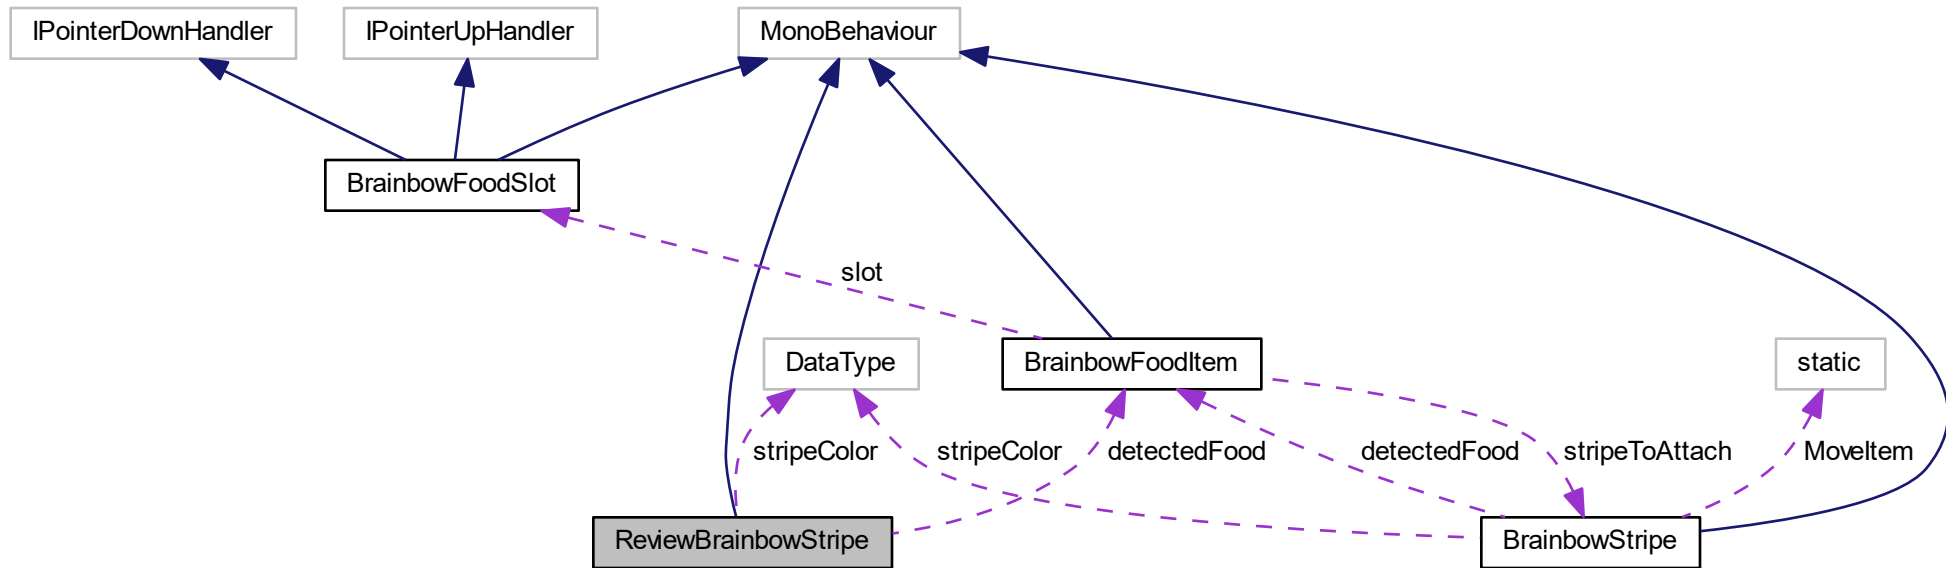 IPointerDownHandler
IPointerUpHandler
MonoBehaviour
BrainbowFoodSlot
slot
DataType
BrainbowFoodItem
static
stripeColor
stripeColor
detectedFood
detectedFood
stripeToAttach
MoveItem
ReviewBrainbowStripe
BrainbowStripe